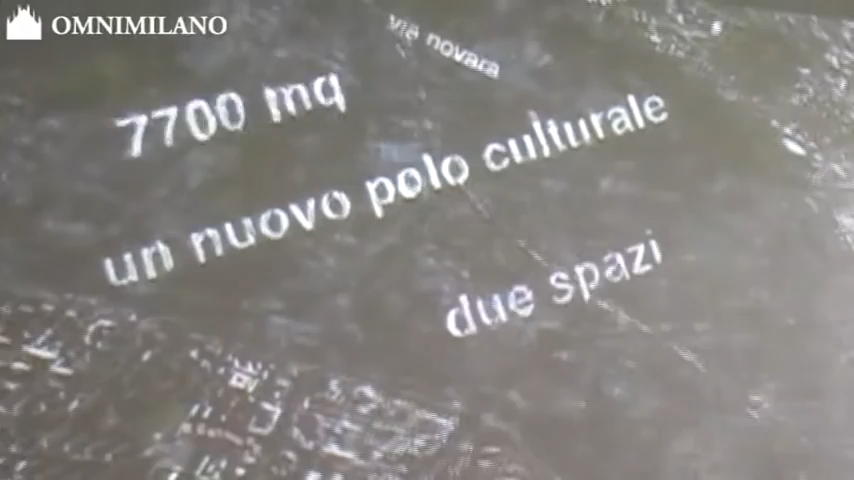 OMNIMILANO
via novara
7700 mq
un nuovo polo culturale
due spazi